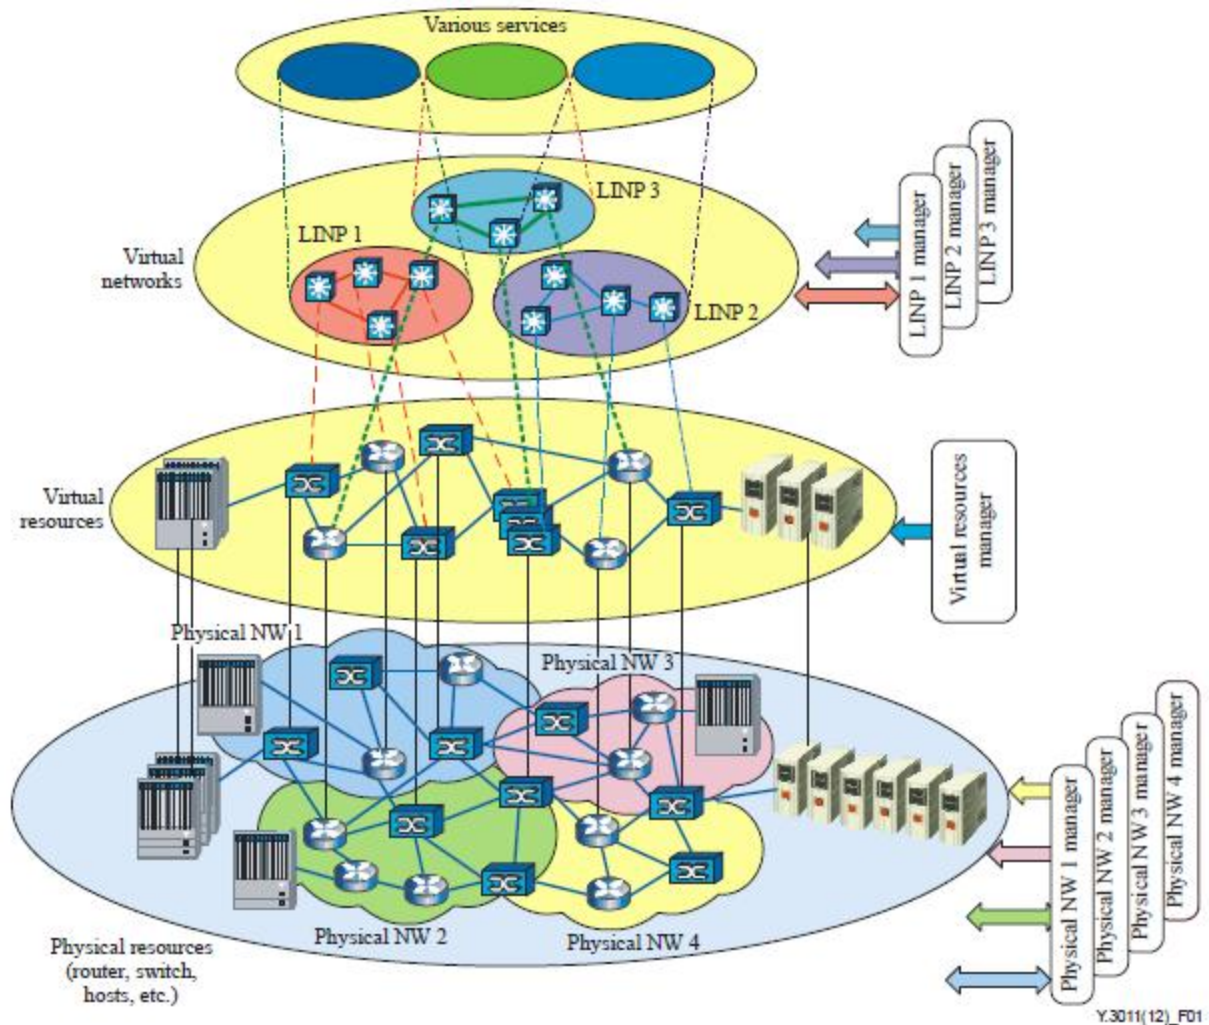 Various services
LINP 3
LINP 1
LINP 2
Virtual
networks
LINP 1 manager
LINP 2 manager
LINP 3 manager
Virtual
resources
Virtual resources
manager
Physical NW 1
Physical NW 3
Physical NW 2
Physical NW 4
Physical resources
(router, switch,
hosts, etc.)
Physical NW 1 manager
Physical NW 2 manager
Physical NW 3 manager
Physical NW 4 manager
Y.3011(12)_F01